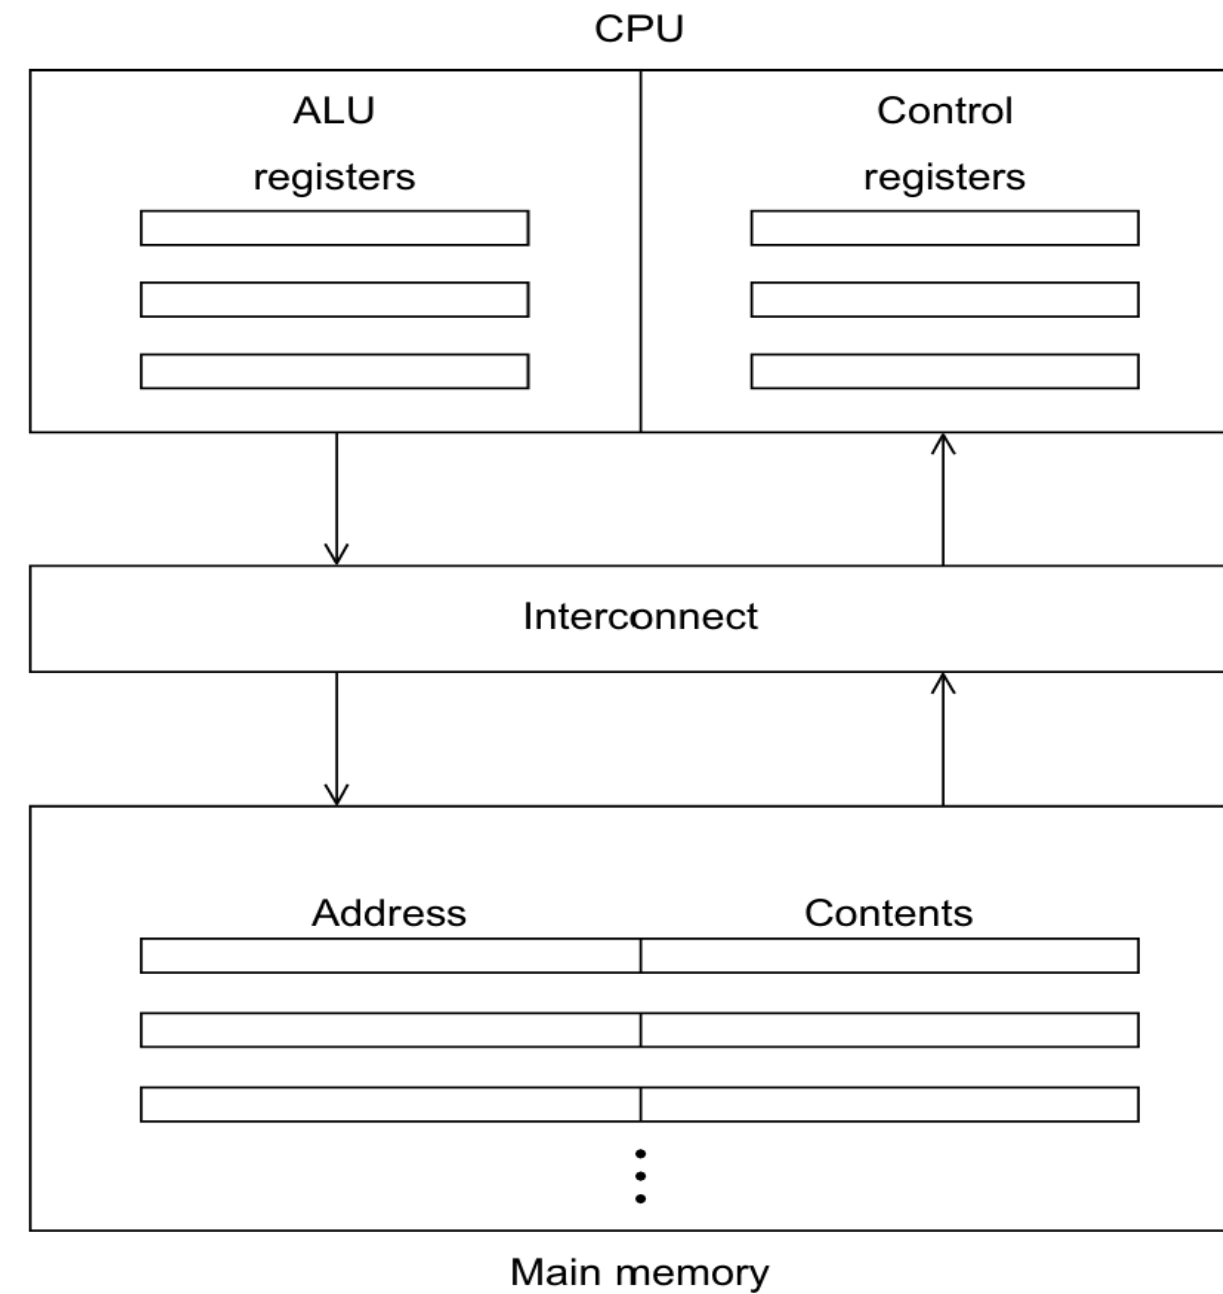 CPU
ALU
Control
registers
registers
Interconnect
Address
Contents
Main memory